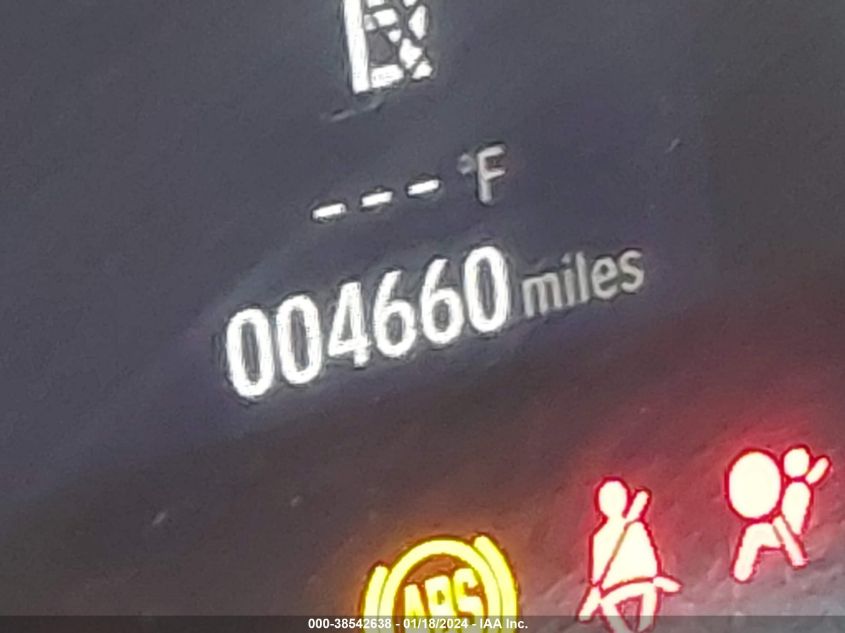 --- °F
004660 miles
ABS
000-38542638 - 01/18/2024 - IAA Inc.